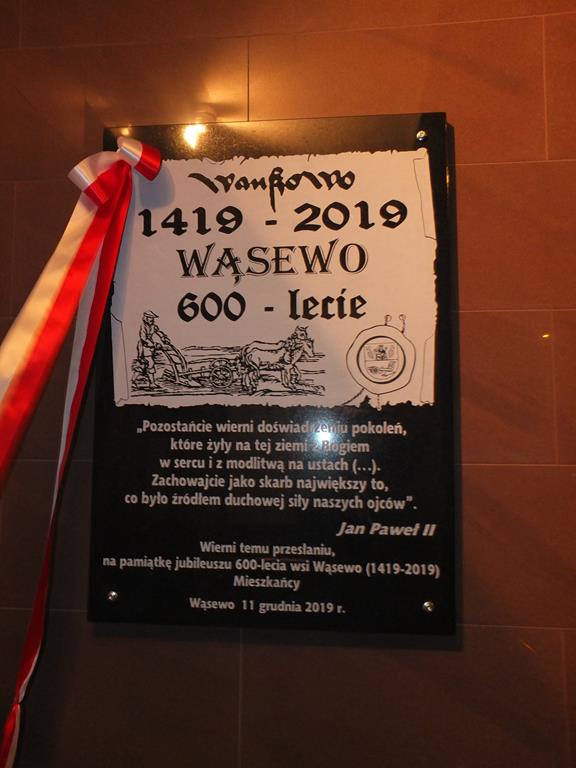 1419 - 2019
WĄSEWO
600 - lecie
„Pozostańcie wierni doświadczeniu pokoleń,
które żyły na tej ziemi z Bogiem
w sercu i z modlitwą na ustach (...).
Zachowajcie jako skarb największy to,
co było źródłem duchowej siły naszych ojców".
Jan Paweł II
Wierni temu przesłaniu,
na pamiątkę jubileuszu 600-lecia wsi Wąsewo (1419-2019)
Mieszkańcy
Wąsewo 11 grudnia 2019 r.